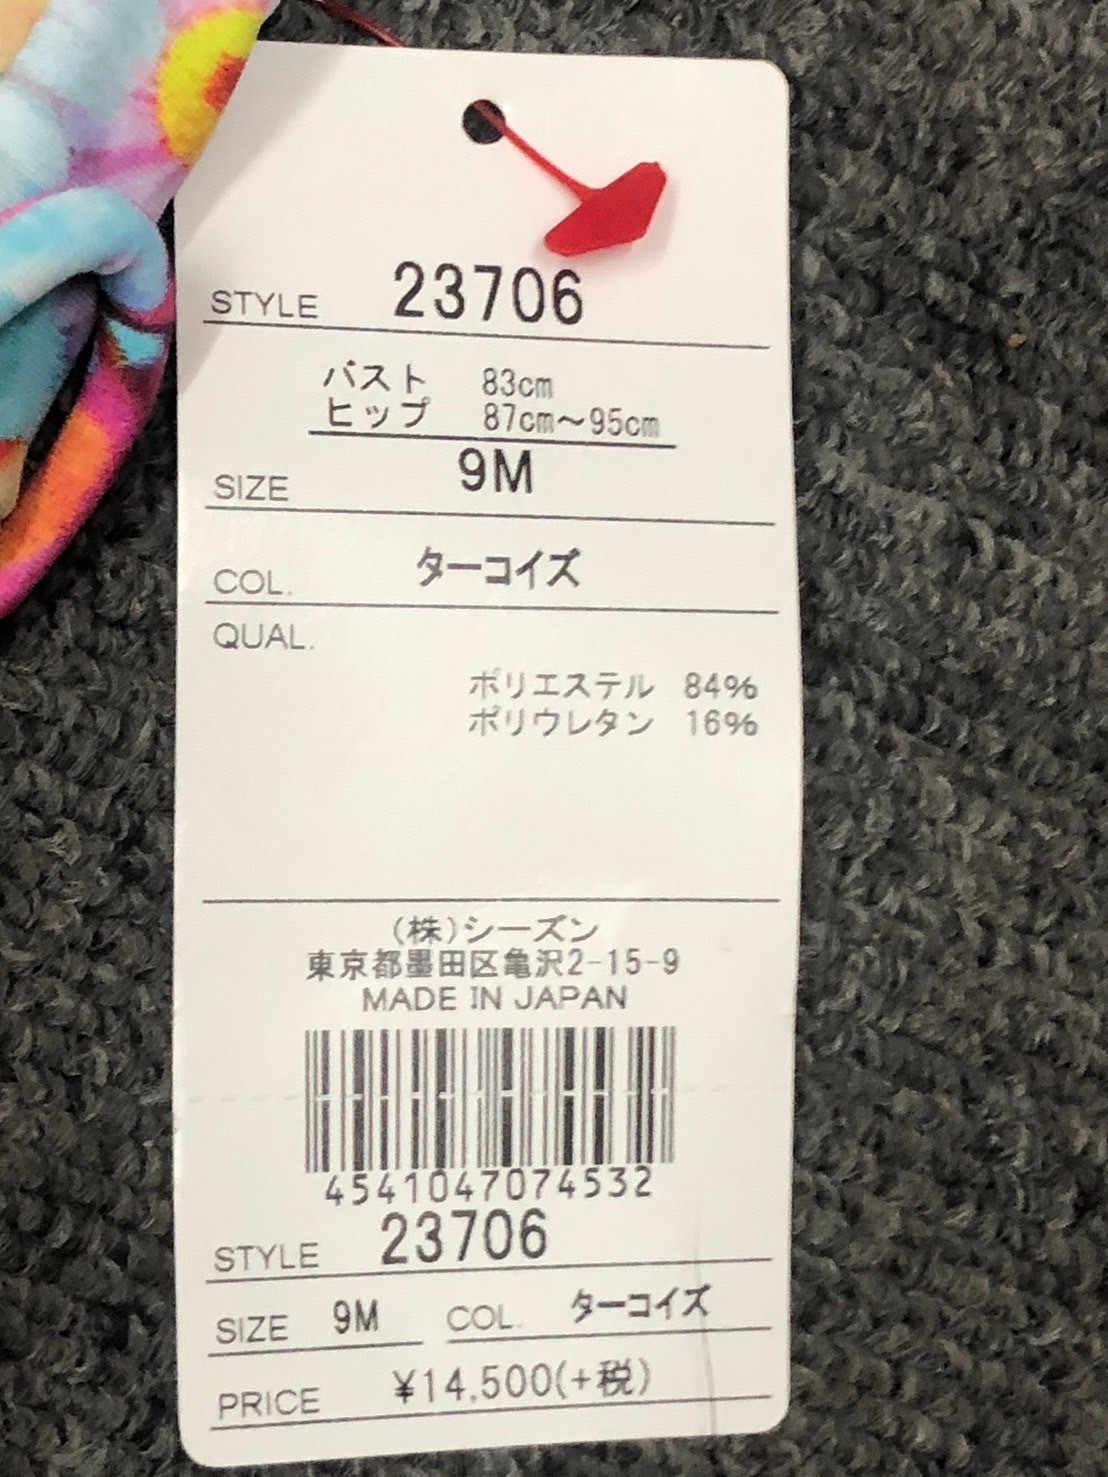 STYLE 23706
バスト 83cm
ヒップ 87cm～95cm
SIZE 9M
COL. ターコイズ
QUAL.
ポリエステル 84%
ポリウレタン 16%
(株)シーズン
東京都墨田区亀沢2-15-9
MADE IN JAPAN
4541047074532
STYLE 23706
SIZE 9M COL. ターコイズ
PRICE ¥14,500(+税)